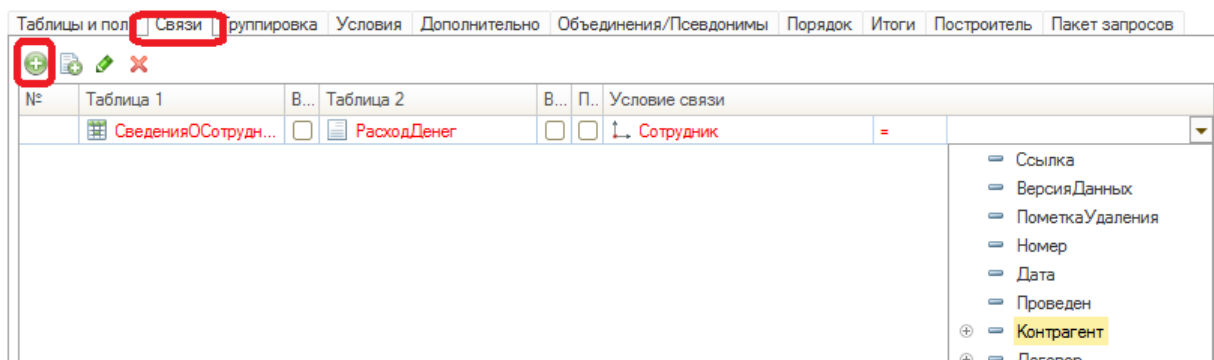 Таблицы и пол Связи Группировка Условия Дополнительно Объединения/Псевдонимы Порядок Итоги Построитель Пакет запросов
№ Таблица 1 В... Таблица 2 В... П.. Условие связи
СведенияОСотрудн... РасходДенег Сотрудник =
Ссылка
ВерсияДанных
ПометкаУдаления
Номер
Дата
Проведен
Контрагент
Договор